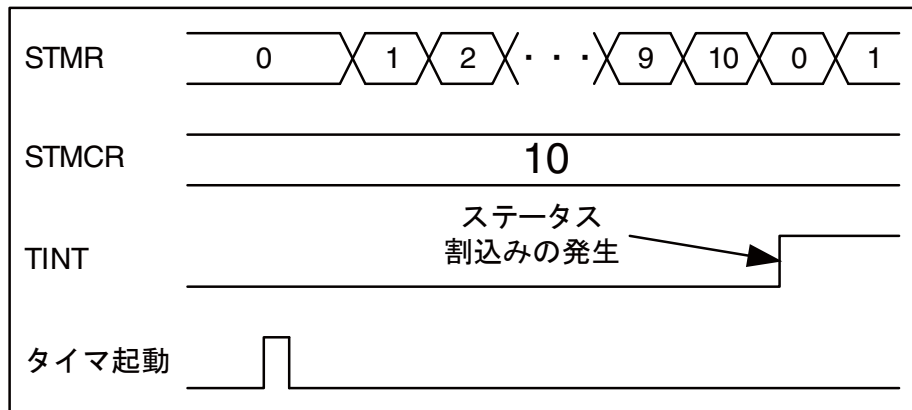 STMR 0 1 2 ・・・ 9 10 0 1
STMCR 10
ステータス
割込みの発生
TINT
タイマ起動